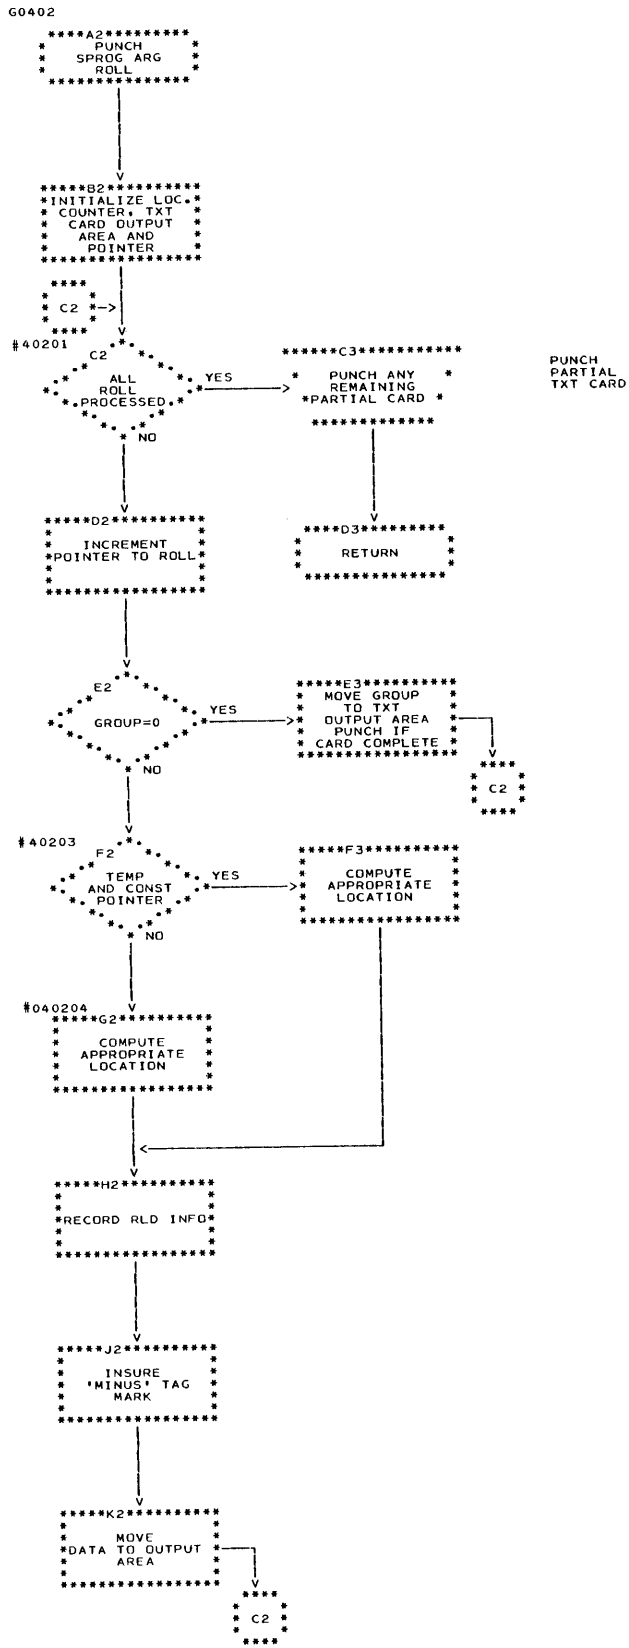 G0402
A2
PUNCH
SPROG ARG
ROLL
B2
INITIALIZE LOC.
COUNTER, TXT
CARD OUTPUT
AREA AND
POINTER
C2
#40201
C2
ALL
ROLL
PROCESSED
YES
NO
C3
PUNCH ANY
REMAINING
PARTIAL CARD
PUNCH
PARTIAL
TXT CARD
D2
INCREMENT
POINTER TO ROLL
D3
RETURN
E2
GROUP=0
YES
NO
E3
MOVE GROUP
TO TXT
OUTPUT AREA
PUNCH IF
CARD COMPLETE
C2
#40203
F2
TEMP
AND CONST
POINTER
YES
NO
F3
COMPUTE
APPROPRIATE
LOCATION
#040204
G2
COMPUTE
APPROPRIATE
LOCATION
H2
RECORD RLD INFO
J2
INSURE
'MINUS' TAG
MARK
K2
MOVE
DATA TO OUTPUT
AREA
C2